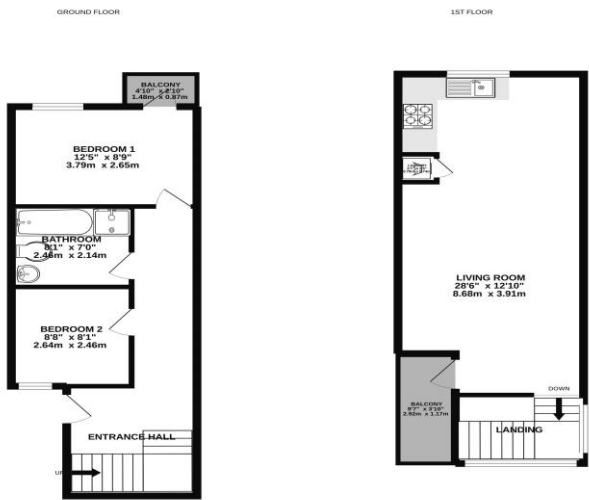 GROUND FLOOR
1ST FLOOR
BALCONY
4'10" x 2'10"
1.48m x 0.87m
BEDROOM 1
12'5" x 8'9"
3.79m x 2.65m
BATHROOM
8'1" x 7'0"
2.46m x 2.14m
BEDROOM 2
8'8" x 8'1"
2.64m x 2.46m
ENTRANCE HALL
UP
LIVING ROOM
28'6" x 12'10"
8.68m x 3.91m
DOWN
BALCONY
9'7" x 3'10"
2.92m x 1.17m
LANDING